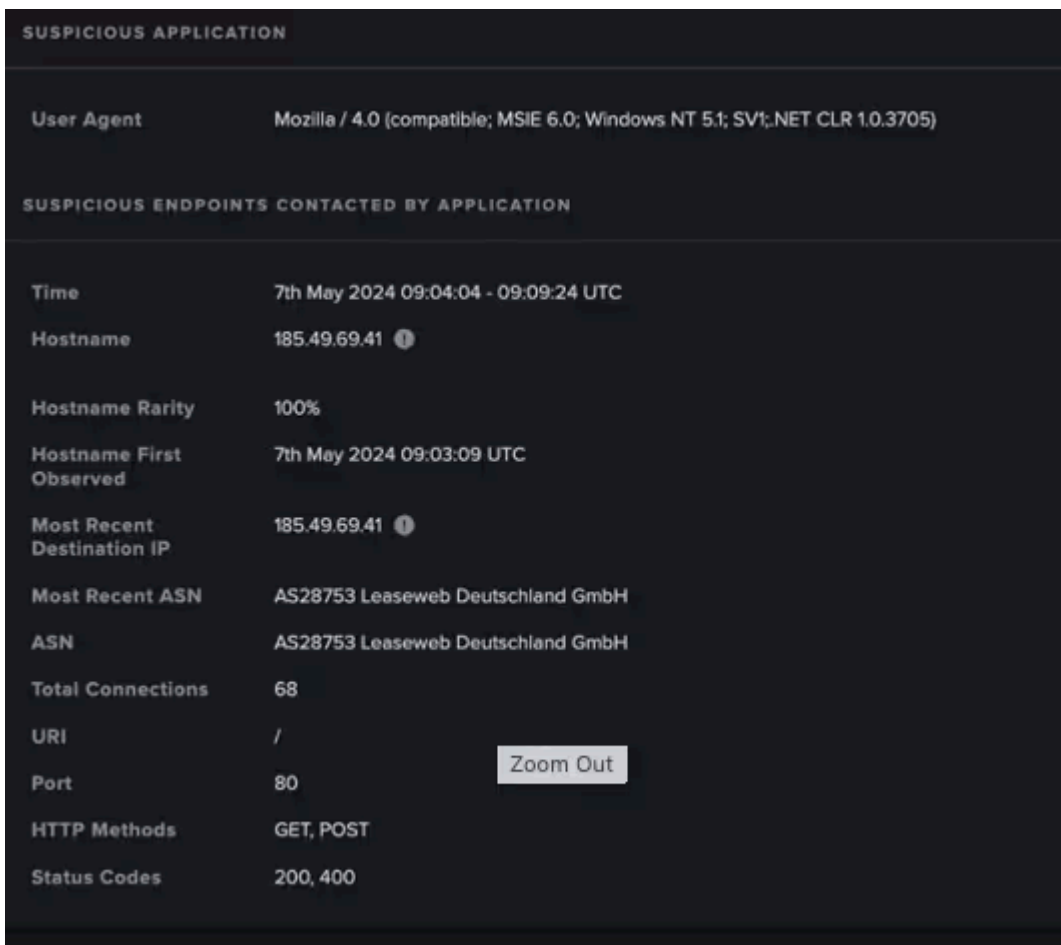 SUSPICIOUS APPLICATION
User Agent Mozilla / 4.0 (compatible; MSIE 6.0; Windows NT 5.1; SV1;.NET CLR 1.0.3705)
SUSPICIOUS ENDPOINTS CONTACTED BY APPLICATION
Time 7th May 2024 09:04:04 - 09:09:24 UTC
Hostname 185.49.69.41
Hostname Rarity 100%
Hostname First 7th May 2024 09:03:09 UTC
Observed
Most Recent 185.49.69.41
Destination IP
Most Recent ASN AS28753 Leaseweb Deutschland GmbH
ASN AS28753 Leaseweb Deutschland GmbH
Total Connections 68
URI /
Zoom Out
Port 80
HTTP Methods GET, POST
Status Codes 200, 400